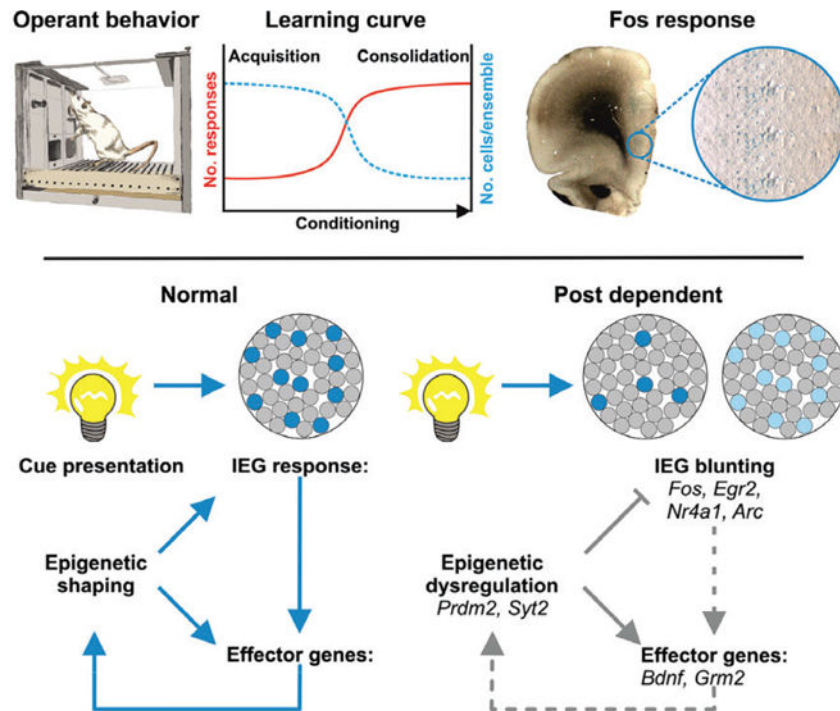 Operant behavior
Learning curve
Fos response
Acquisition
Consolidation
No. responses
No. cells/ensemble
Conditioning
Normal
Post dependent
Cue presentation
IEG response:
IEG blunting
Fos, Egr2,
Nr4a1, Arc
Epigenetic
shaping
Epigenetic
dysregulation
Prdm2, Syt2
Effector genes:
Effector genes:
Bdnf, Grm2